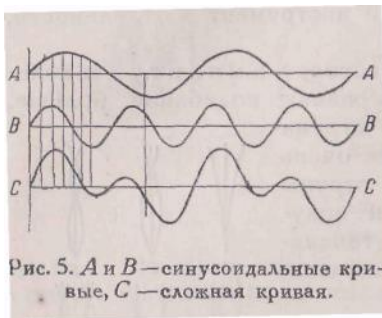 A A
B B
C C
Рис. 5. А и В—синусоидальные кри-
вые, С —сложная кривая.